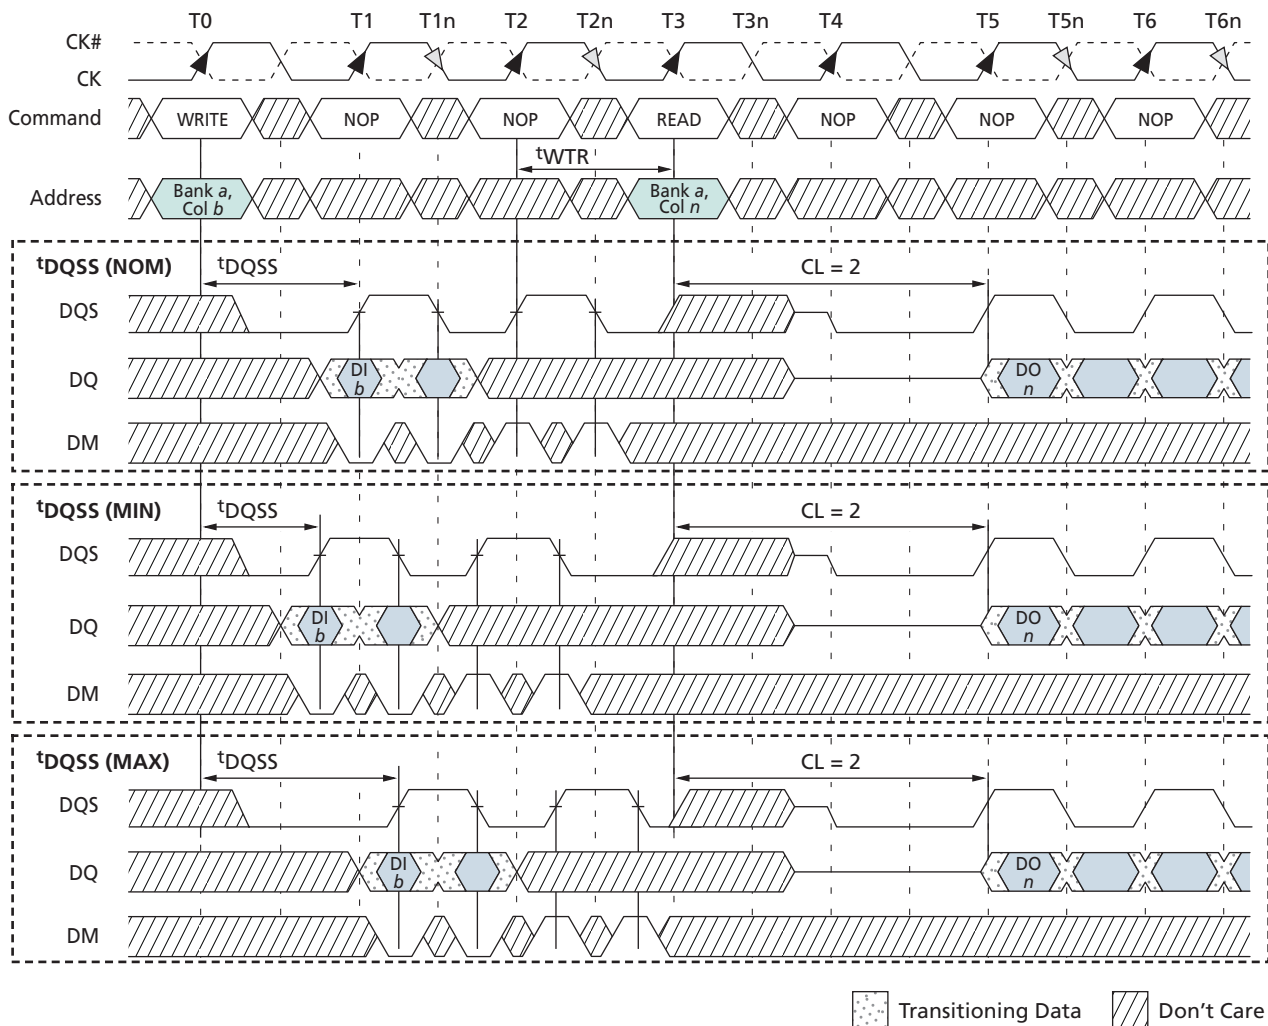 T0 T1 T1n T2 T2n T3 T3n T4 T5 T5n T6 T6n
CK#
CK
Command WRITE NOP NOP READ NOP NOP NOP
tWTR
Address Bank a, Col b Bank a, Col n
tDQSS (NOM) tDQSS CL = 2
DQS
DQ DI b DO n
DM
tDQSS (MIN) tDQSS CL = 2
DQS
DQ DI b DO n
DM
tDQSS (MAX) tDQSS CL = 2
DQS
DQ DI b DO n
DM
Transitioning Data Don't Care